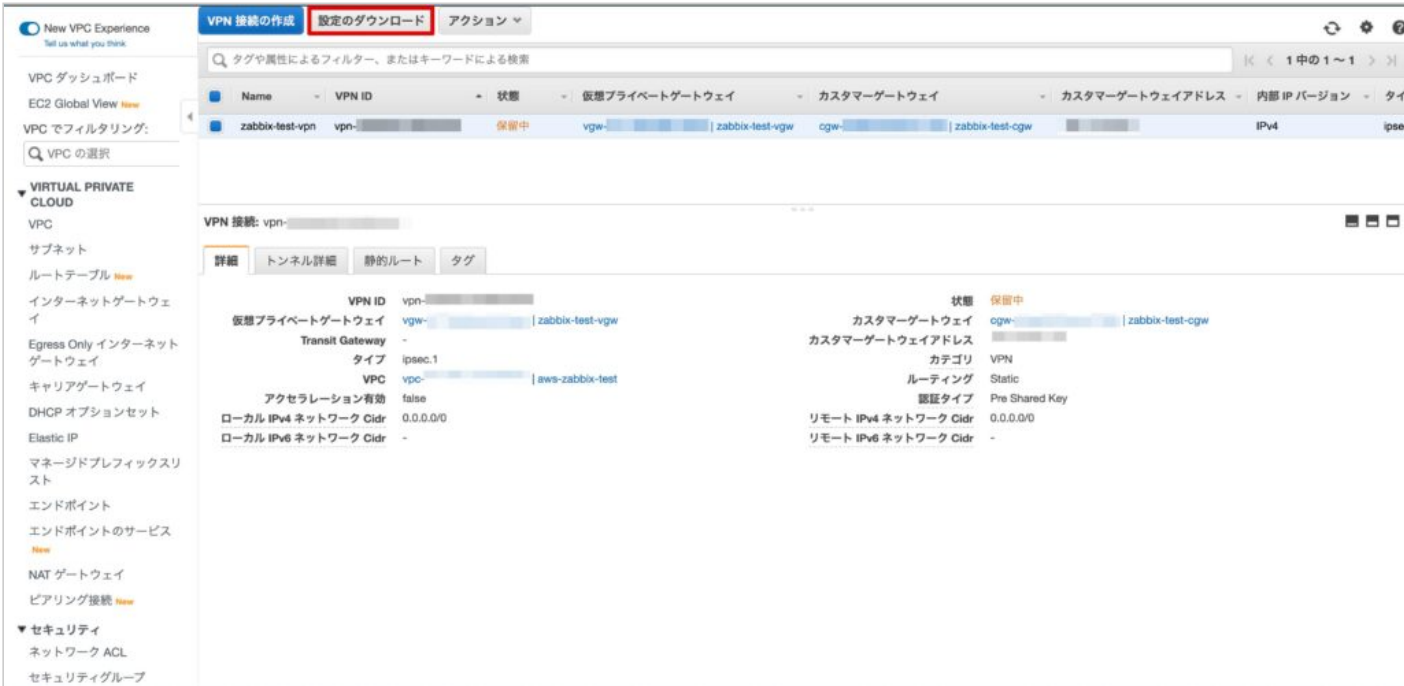 New VPC Experience
Tell us what you think
VPC ダッシュボード
EC2 Global View New
VPC でフィルタリング:
VPC の選択
VIRTUAL PRIVATE
CLOUD
VPC
サブネット
ルートテーブル New
インターネットゲートウェ
イ
Egress Only インターネット
ゲートウェイ
キャリアゲートウェイ
DHCP オプションセット
Elastic IP
マネージドプレフィックスリ
スト
エンドポイント
エンドポイントのサービス
New
NAT ゲートウェイ
ピアリング接続 New
セキュリティ
ネットワーク ACL
セキュリティグループ
VPN 接続の作成 設定のダウンロード アクション
タグや属性によるフィルター、またはキーワードによる検索
1 中の 1 ~ 1
Name VPN ID 状態 仮想プライベートゲートウェイ カスタマーゲートウェイ カスタマーゲートウェイアドレス 内部 IP バージョン タイ
zabbix-test-vpn vpn- 保留中 vgw- | zabbix-test-vgw cgw- | zabbix-test-cgw IPv4 ipse
VPN 接続: vpn-
詳細 トンネル詳細 静的ルート タグ
VPN ID vpn- 状態 保留中
仮想プライベートゲートウェイ vgw- | zabbix-test-vgw カスタマーゲートウェイ cgw- | zabbix-test-cgw
Transit Gateway - カスタマーゲートウェイアドレス
タイプ ipsec.1 カテゴリ VPN
VPC vpc- | aws-zabbix-test ルーティング Static
アクセラレーション有効 false 認証タイプ Pre Shared Key
ローカル IPv4 ネットワーク Cidr 0.0.0.0/0 リモート IPv4 ネットワーク Cidr 0.0.0.0/0
ローカル IPv6 ネットワーク Cidr - リモート IPv6 ネットワーク Cidr -